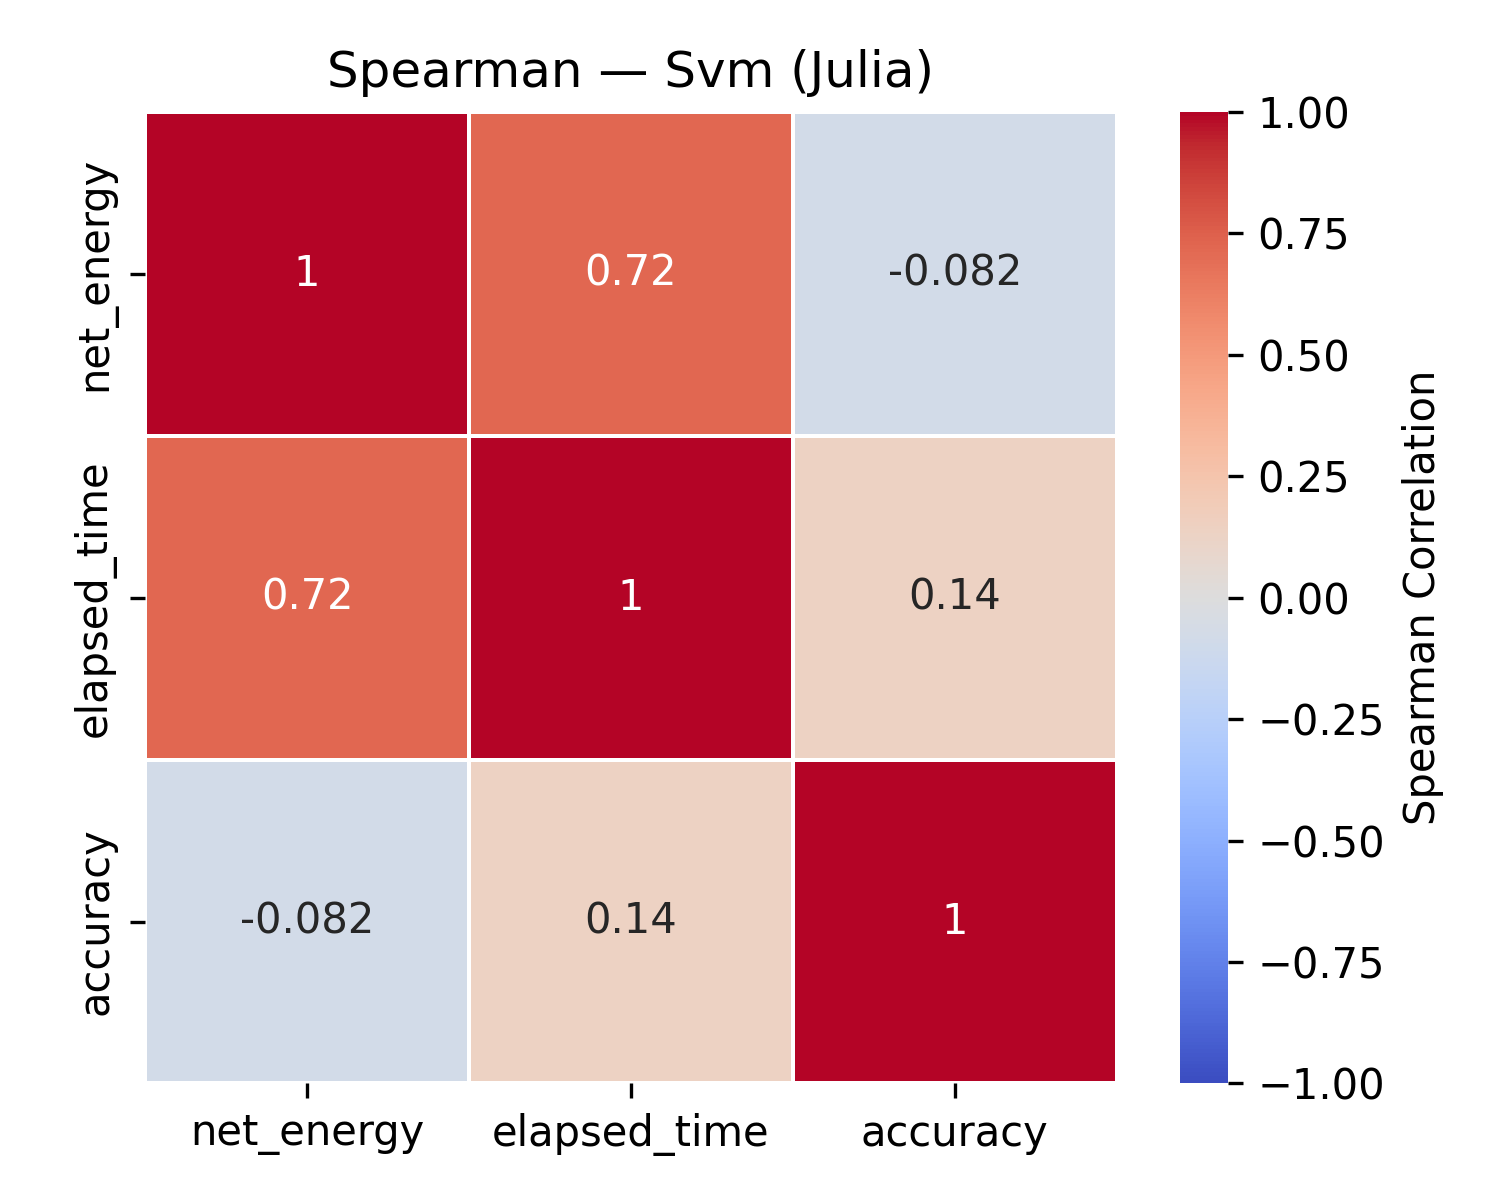 Spearman — Svm (Julia)
net_energy
1
0.72
-0.082
elapsed_time
0.72
1
0.14
accuracy
-0.082
0.14
1
net_energy
elapsed_time
accuracy
1.00
0.75
0.50
0.25
0.00
−0.25
−0.50
−0.75
−1.00
Spearman Correlation